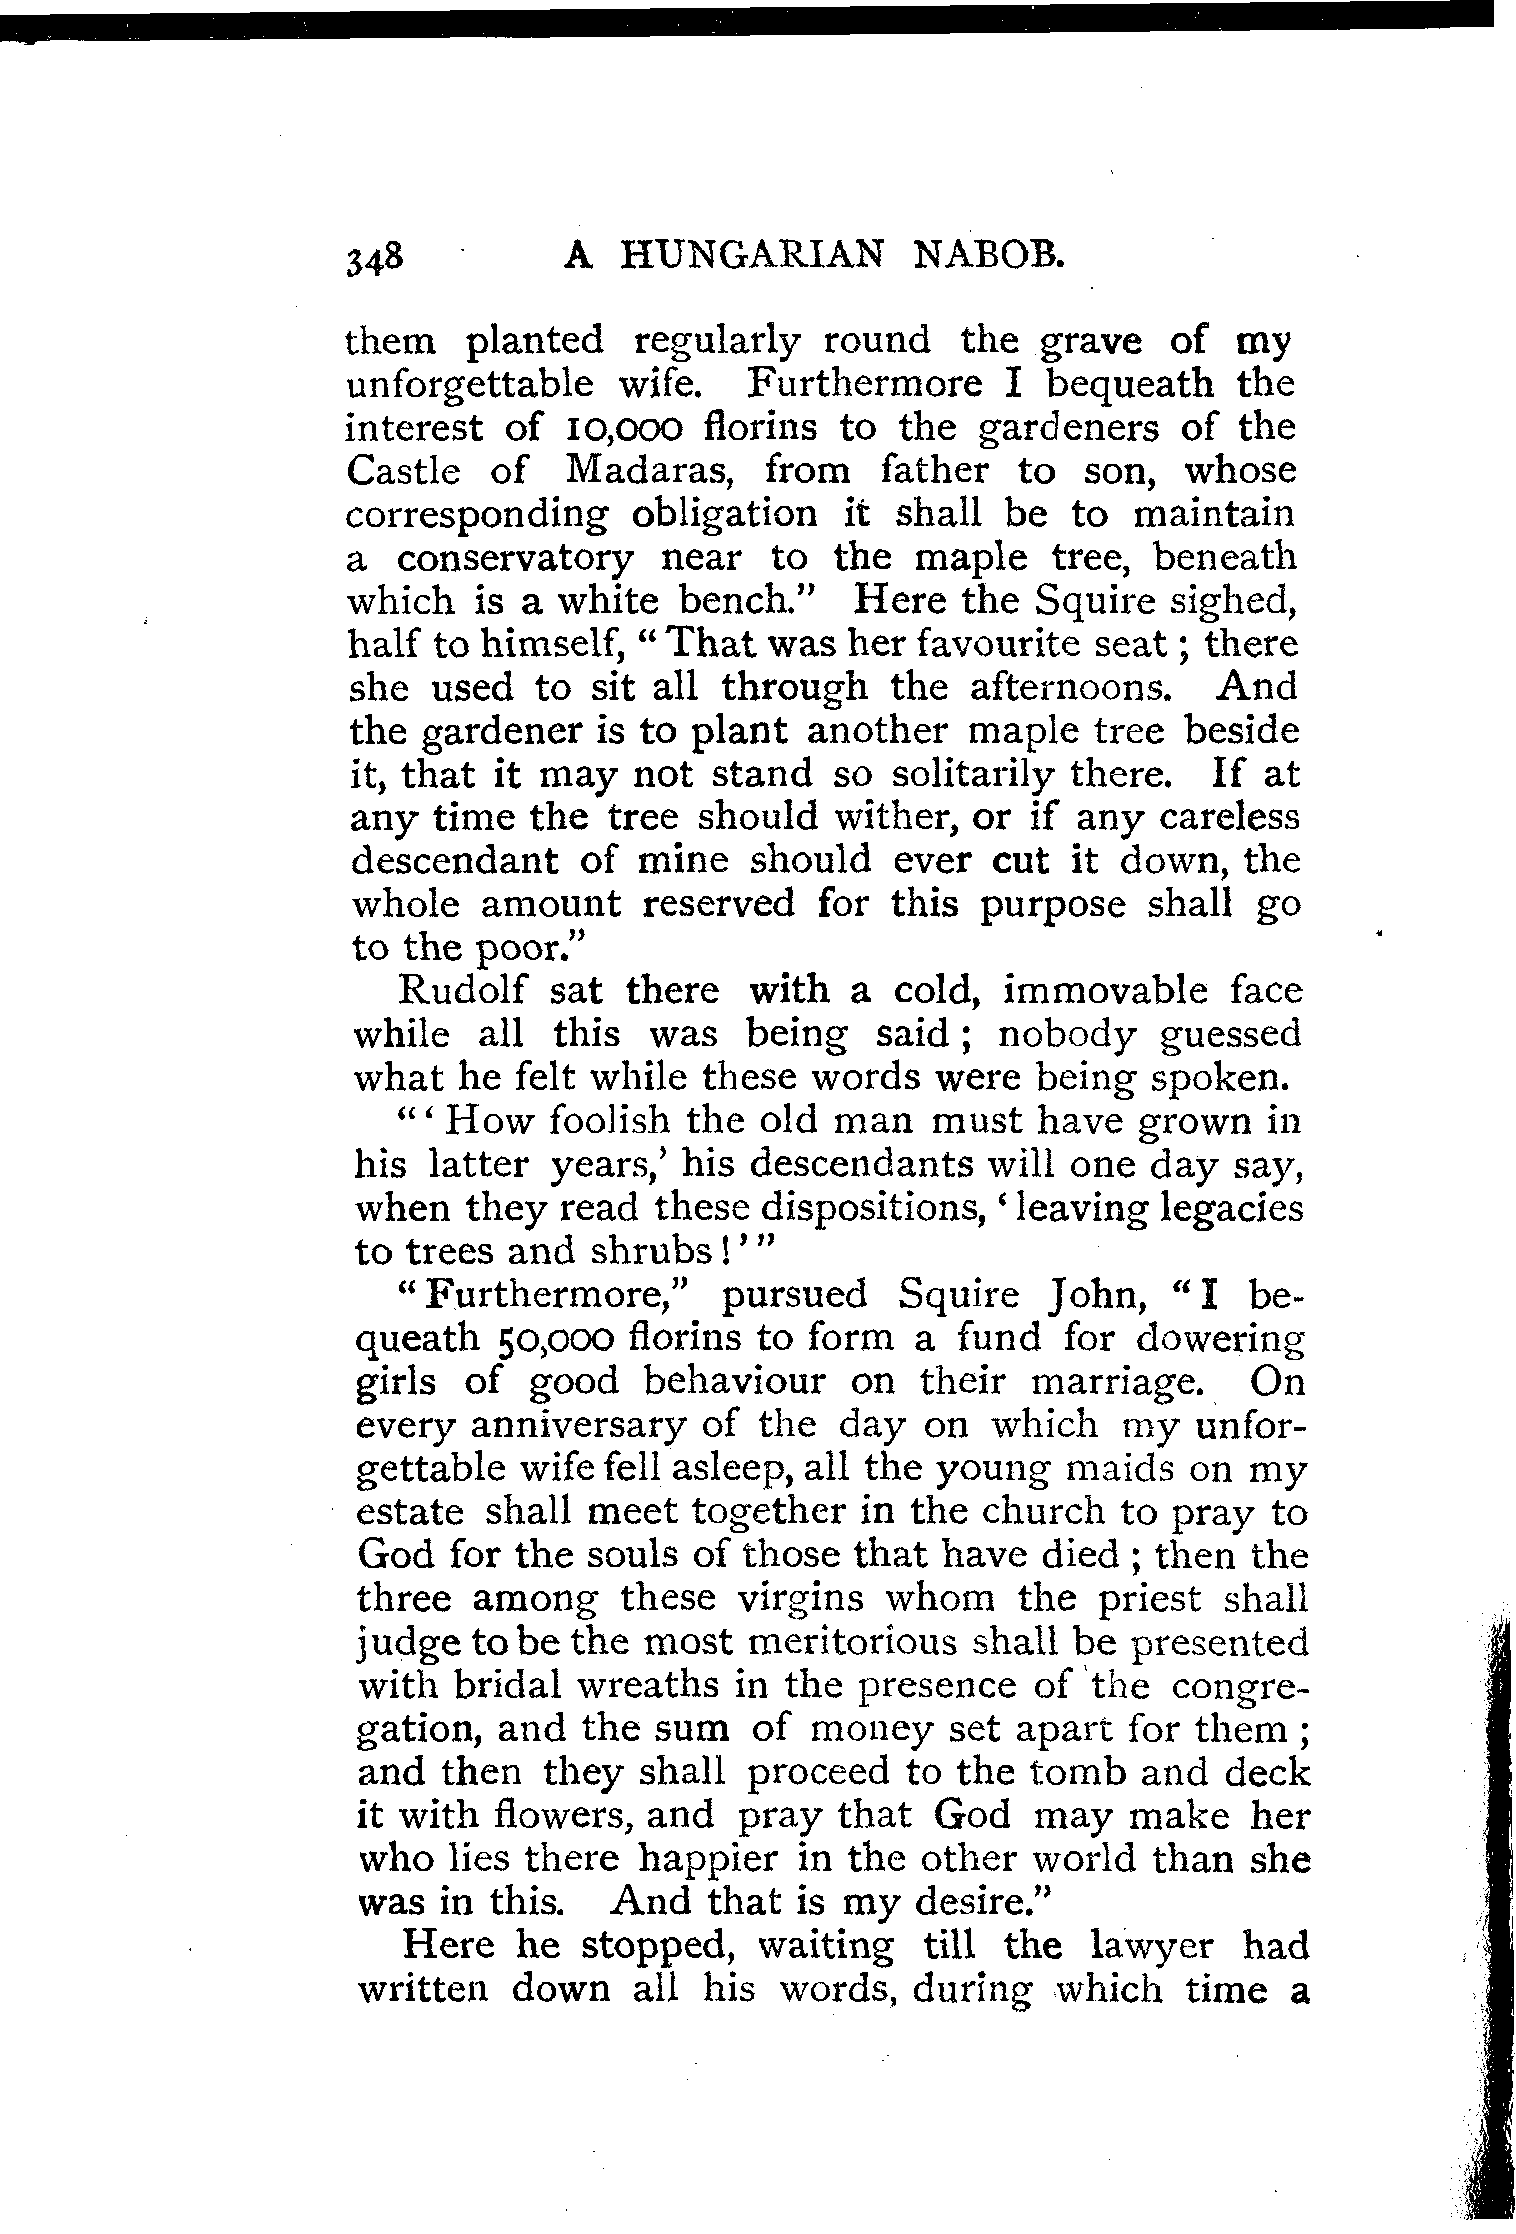 348 A HUNGARIAN NABOB.
them planted regularly round the grave of my
unforgettable wife. Furthermore I bequeath the
interest of 10,000 florins to the gardeners of the
Castle of Madaras, from father to son, whose
corresponding obligation it shall be to maintain
a conservatory near to the maple tree, beneath
which is a white bench." Here the Squire sighed,
half to himself, "That was her favourite seat; there
she used to sit all through the afternoons. And
the gardener is to plant another maple tree beside
it, that it may not stand so solitarily there. If at
any time the tree should wither, or if any careless
descendant of mine should ever cut it down, the
whole amount reserved for this purpose shall go
to the poor."
Rudolf sat there with a cold, immovable face
while all this was being said; nobody guessed
what he felt while these words were being spoken.
"'How foolish the old man must have grown in
his latter years,' his descendants will one day say,
when they read these dispositions, 'leaving legacies
to trees and shrubs!'"
"Furthermore," pursued Squire John, "I be-
queath 50,000 florins to form a fund for dowering
girls of good behaviour on their marriage. On
every anniversary of the day on which my unfor-
gettable wife fell asleep, all the young maids on my
estate shall meet together in the church to pray to
God for the souls of those that have died; then the
three among these virgins whom the priest shall
judge to be the most meritorious shall be presented
with bridal wreaths in the presence of the congre-
gation, and the sum of money set apart for them;
and then they shall proceed to the tomb and deck
it with flowers, and pray that God may make her
who lies there happier in the other world than she
was in this. And that is my desire."
Here he stopped, waiting till the lawyer had
written down all his words, during which time a